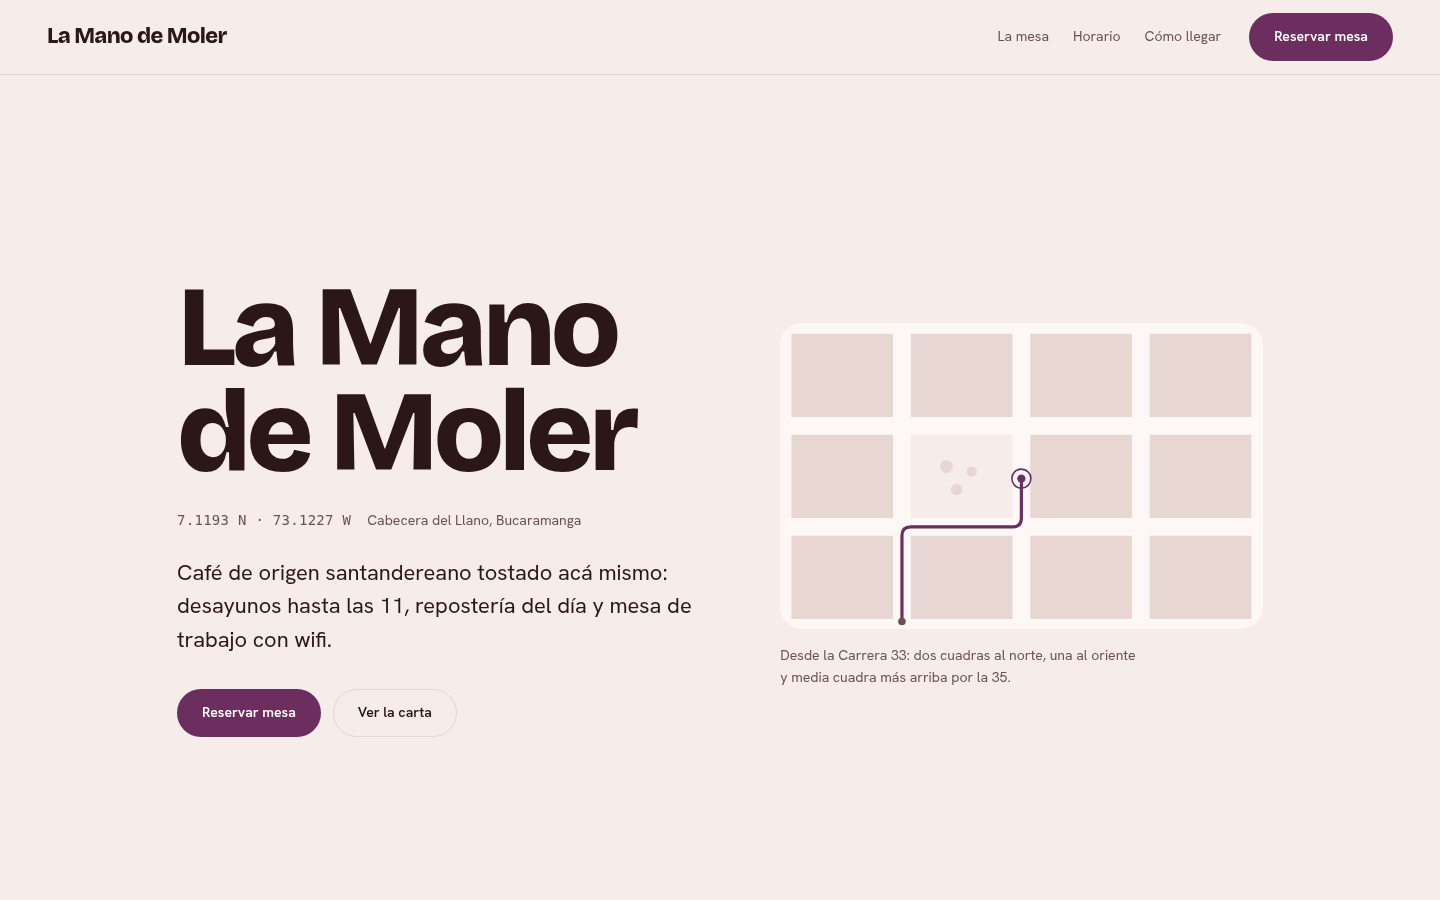 La Mano de Moler
La mesa
Horario
Cómo llegar
Reservar mesa
La Mano
de Moler
7.1193 N · 73.1227 W Cabecera del Llano, Bucaramanga
Café de origen santandereano tostado acá mismo:
desayunos hasta las 11, repostería del día y mesa de
trabajo con wifi.
Reservar mesa
Ver la carta
Desde la Carrera 33: dos cuadras al norte, una al oriente
y media cuadra más arriba por la 35.